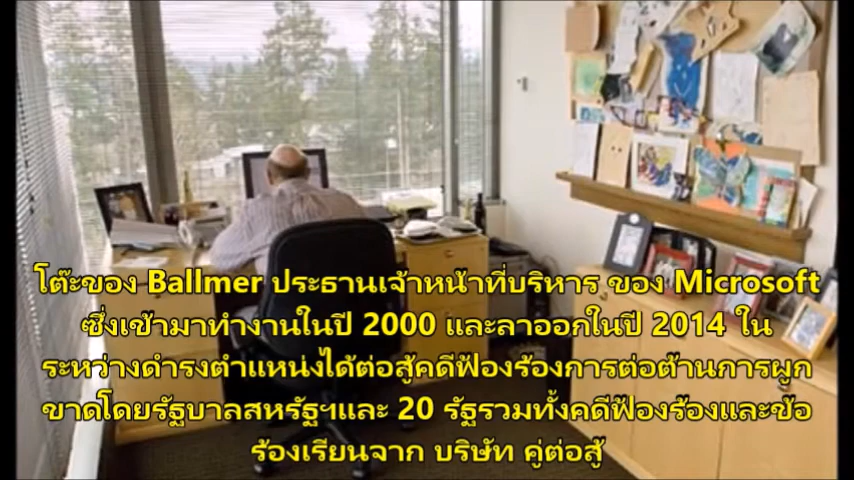 โต๊ะของ Ballmer ประธานเจ้าหน้าที่บริหาร ของ Microsoft
ซึ่งเข้ามาทำงานในปี 2000 และลาออกในปี 2014 ใน
ระหว่างดำรงตำแหน่งได้ต่อสู้คดีฟ้องร้องการต่อต้านการผูก
ขาดโดยรัฐบาลสหรัฐฯและ 20 รัฐรวมทั้งคดีฟ้องร้องและข้อ
ร้องเรียนจาก บริษัท คู่ต่อสู้